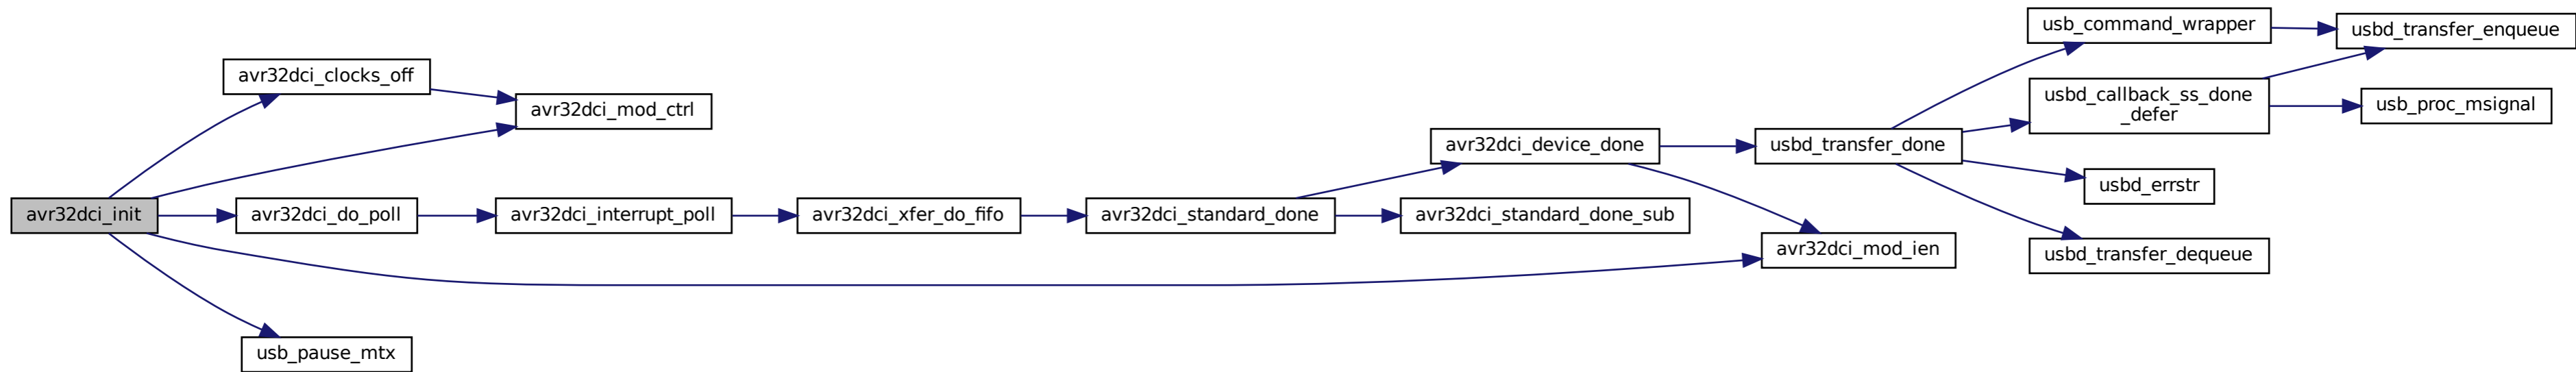 avr32dci_init
avr32dci_clocks_off
avr32dci_mod_ctrl
avr32dci_do_poll
avr32dci_interrupt_poll
avr32dci_xfer_do_fifo
avr32dci_standard_done
avr32dci_device_done
avr32dci_standard_done_sub
usbd_transfer_done
avr32dci_mod_ien
usb_command_wrapper
usbd_callback_ss_done
_defer
usbd_errstr
usbd_transfer_dequeue
usbd_transfer_enqueue
usb_proc_msignal
usb_pause_mtx